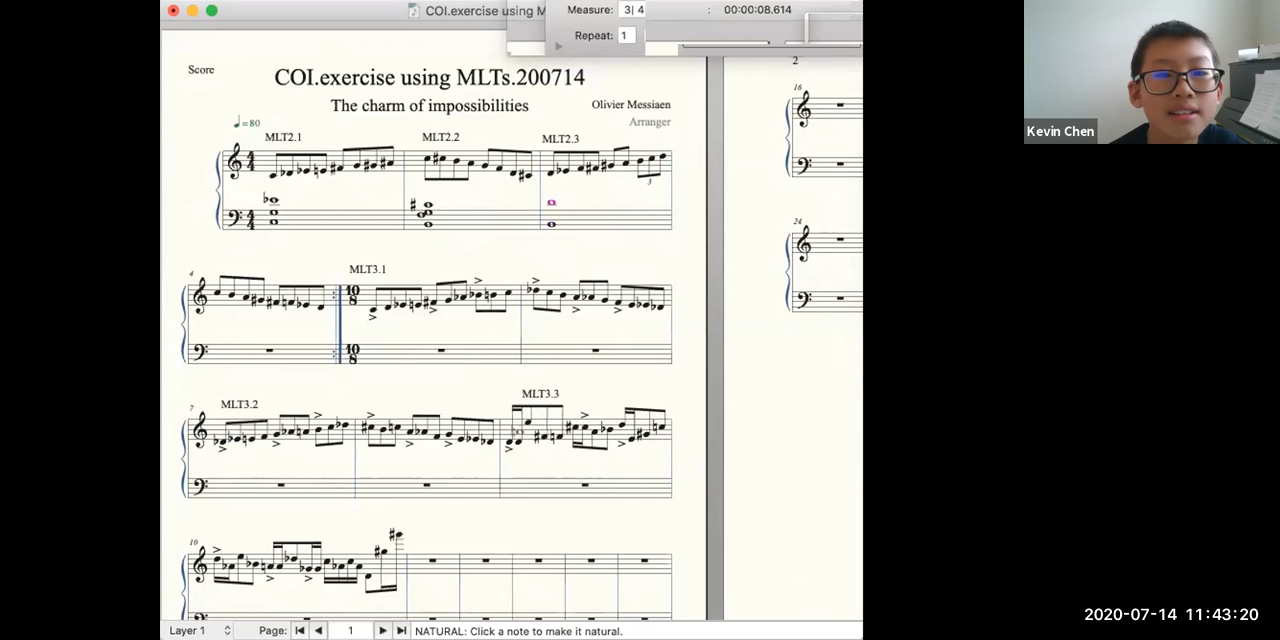 COI.exercise using M
Measure: 3| 4 : 00:00:08.614
Repeat: 1
Score
COI.exercise using MLTs.200714
The charm of impossibilities
Olivier Messiaen
Arranger
=80
MLT2.1
MLT2.2
MLT2.3
3
4
MLT3.1
10
8
10
8
7
MLT3.2
MLT3.3
10
2
16
24
Kevin Chen
Layer 1
Page: 1
NATURAL: Click a note to make it natural.
2020-07-14 11:43:20